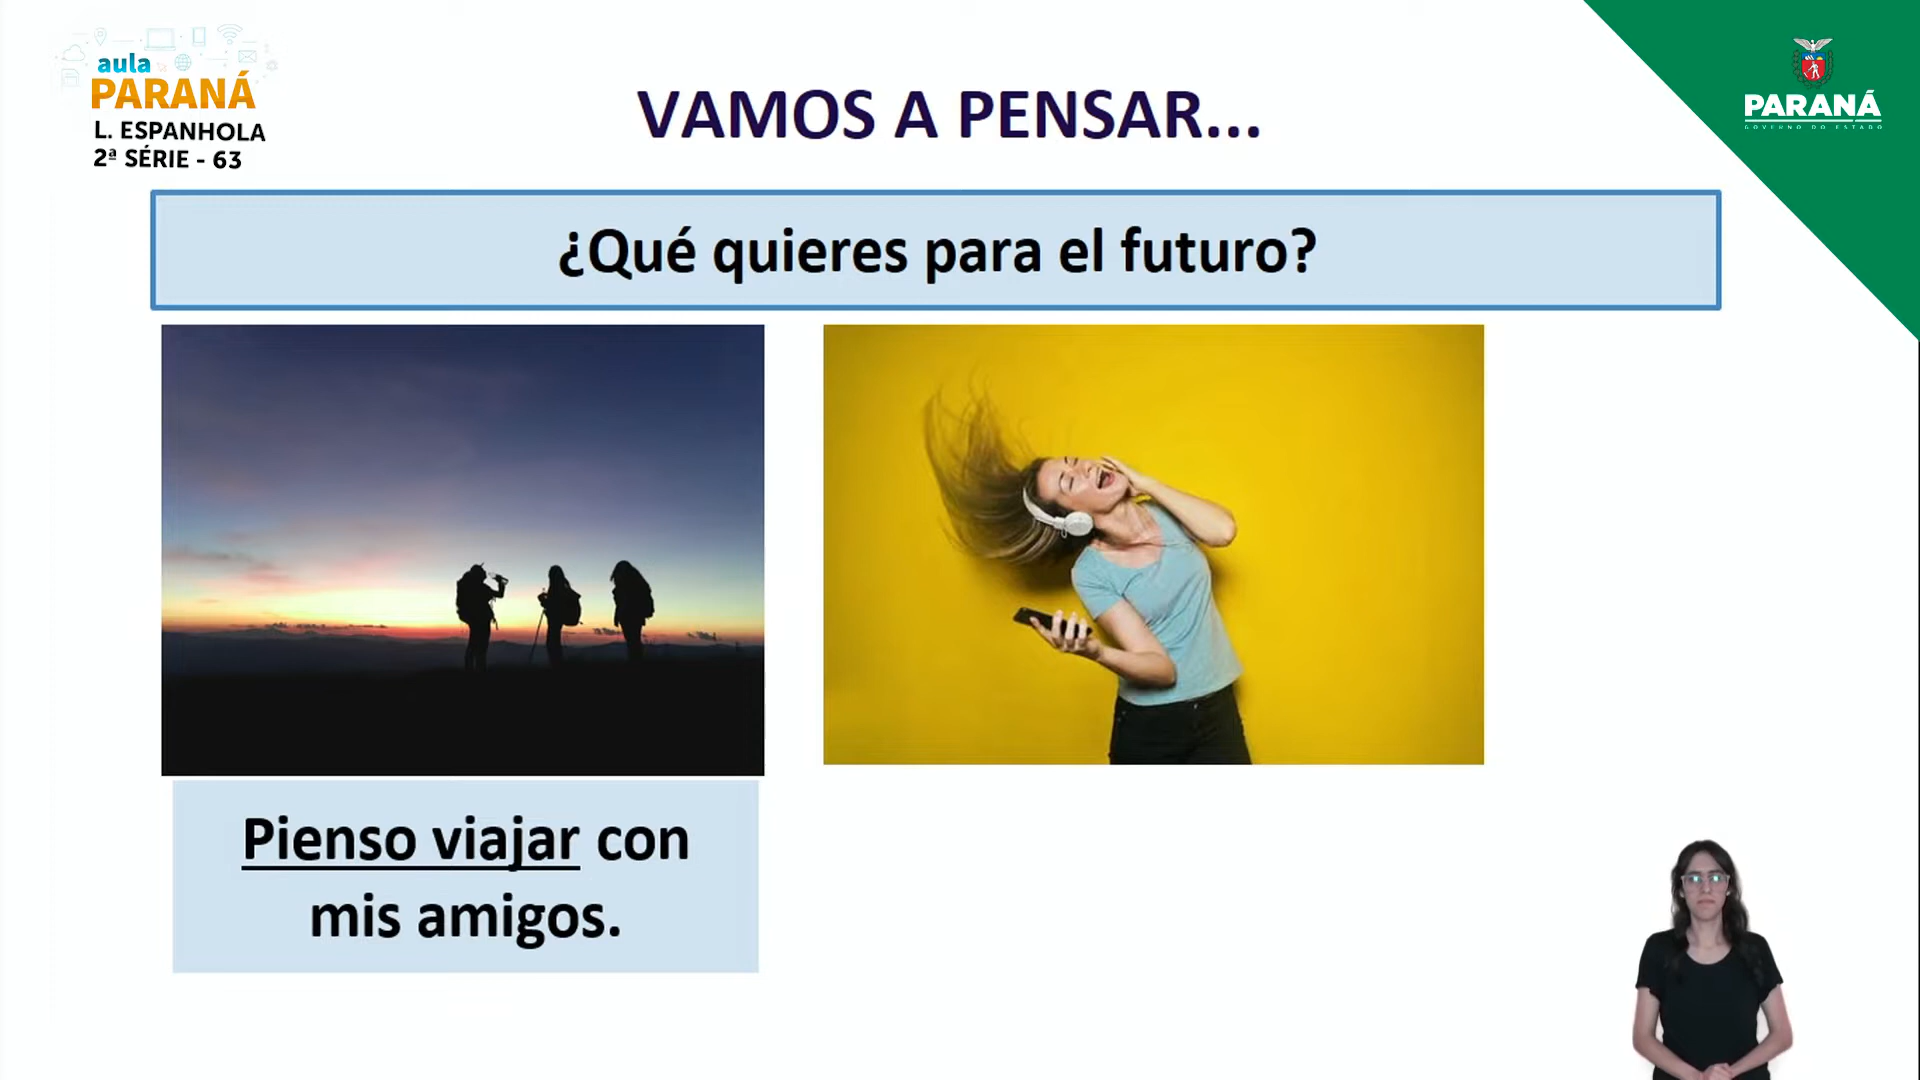 aula
PARANÁ
L. ESPANHOLA
2ª SÉRIE - 63
VAMOS A PENSAR...
PARANÁ
GOVERNO DO ESTADO
¿Qué quieres para el futuro?
Pienso viajar con
mis amigos.